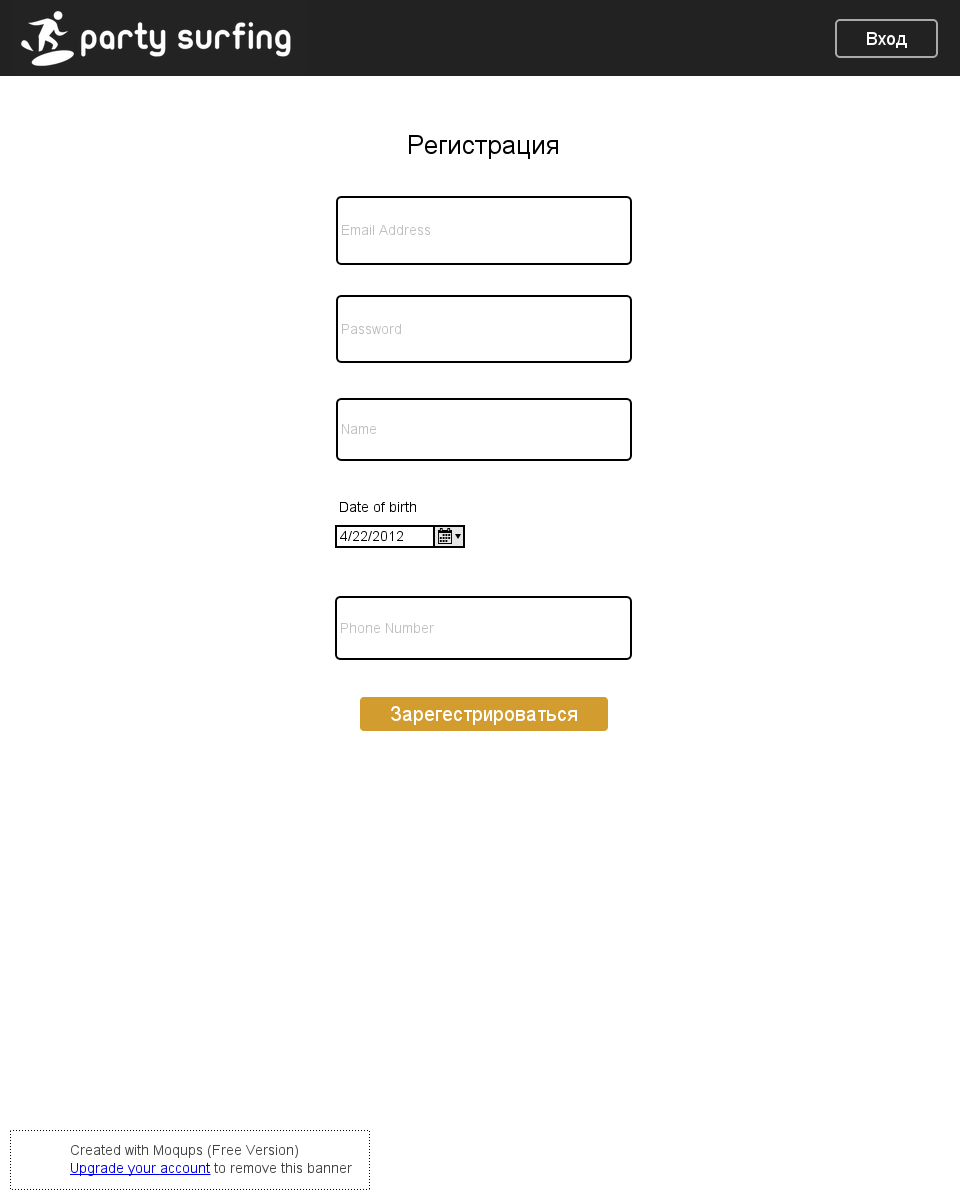 party surfing
Вход
Регистрация
Email Address
Password
Name
Date of birth
4/22/2012
Phone Number
Зарегестрироваться
Created with Moqups (Free Version)
Upgrade your account to remove this banner